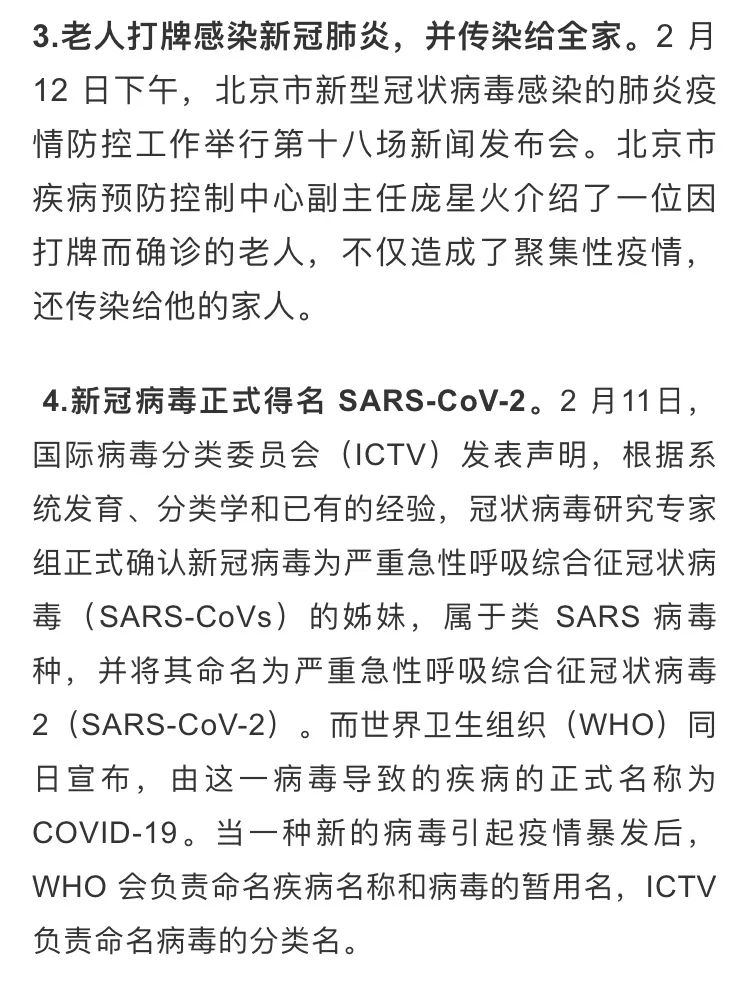 3.老人打牌感染新冠肺炎，并传染给全家。2 月
12 日下午，北京市新型冠状病毒感染的肺炎疫
情防控工作举行第十八场新闻发布会。北京市
疾病预防控制中心副主任庞星火介绍了一位因
打牌而确诊的老人，不仅造成了聚集性疫情，
还传染给他的家人。
4.新冠病毒正式得名 SARS-CoV-2。2 月11日，
国际病毒分类委员会（ICTV）发表声明，根据系
统发育、分类学和已有的经验，冠状病毒研究专家
组正式确认新冠病毒为严重急性呼吸综合征冠状病
毒（SARS-CoVs）的姊妹，属于类 SARS 病毒
种，并将其命名为严重急性呼吸综合征冠状病毒
2（SARS-CoV-2）。而世界卫生组织（WHO）同
日宣布，由这一病毒导致的疾病的正式名称为
COVID-19。当一种新的病毒引起疫情暴发后，
WHO 会负责命名疾病名称和病毒的暂用名，ICTV
负责命名病毒的分类名。